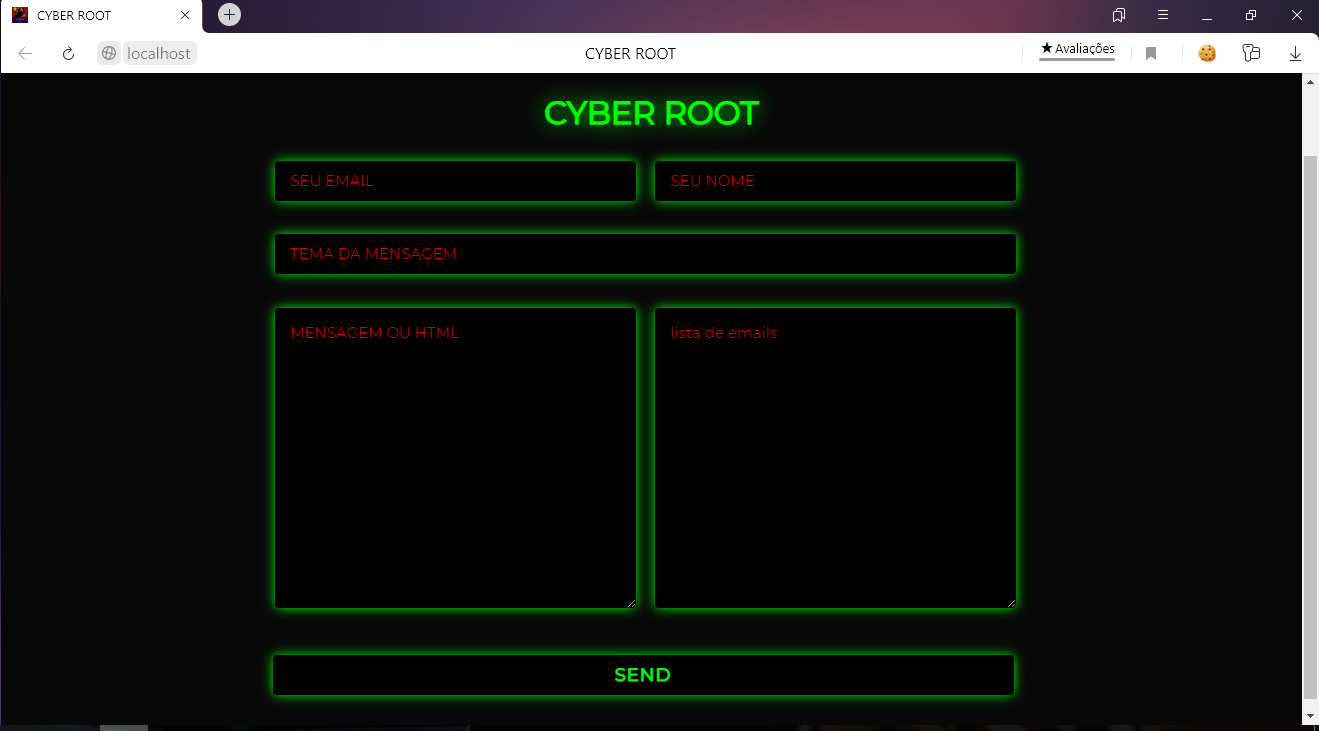 CYBER ROOT
localhost
CYBER ROOT
★ Avaliações
CYBER ROOT
SEU EMAIL
SEU NOME
TEMA DA MENSAGEM
MENSAGEM OU HTML
lista de emails
SEND